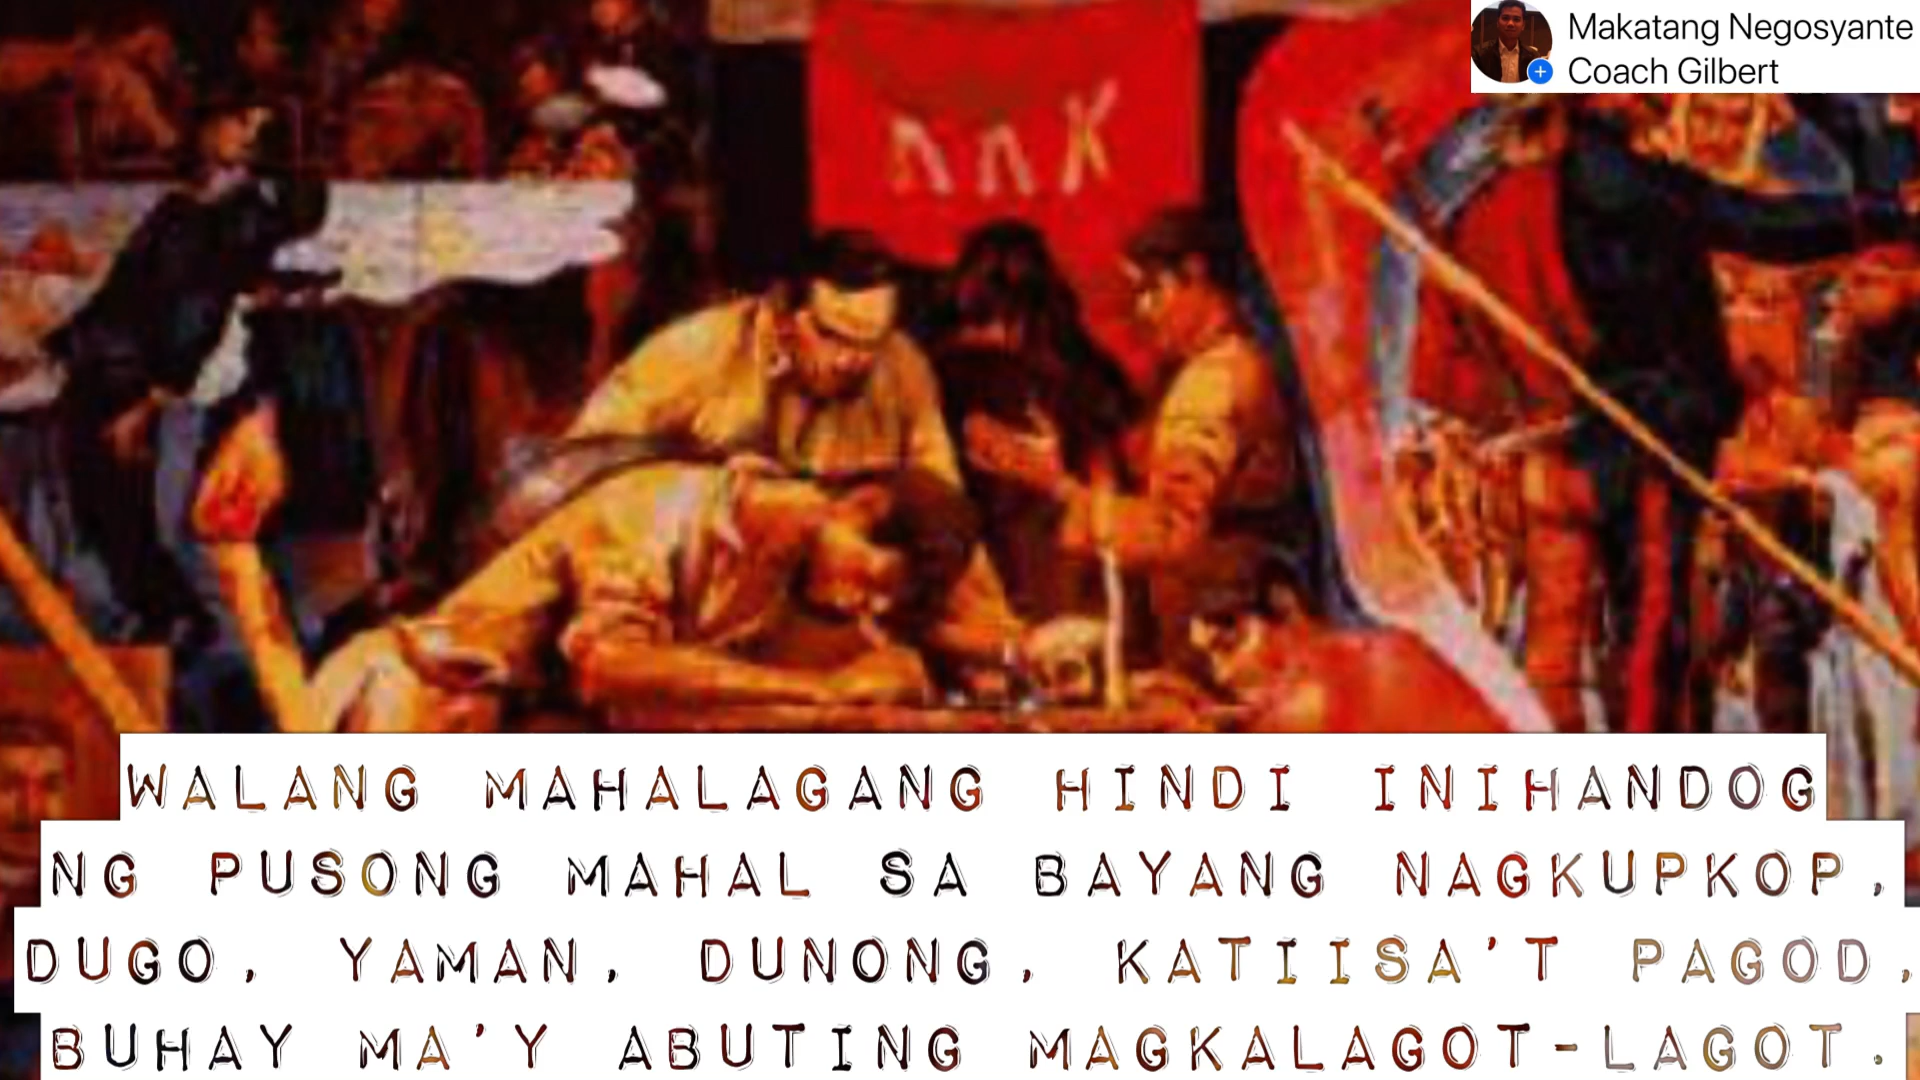 Makatang Negosyante
Coach Gilbert
ΛΛK
WALANG MAHALAGANG HINDI INIHANDOG
NG PUSONG MAHAL SA BAYANG NAGKUPKOP,
DUGO, YAMAN, DUNONG, KATIISA'T PAGOD,
BUHAY MA'Y ABUTING MAGKALAGOT-LAGOT.